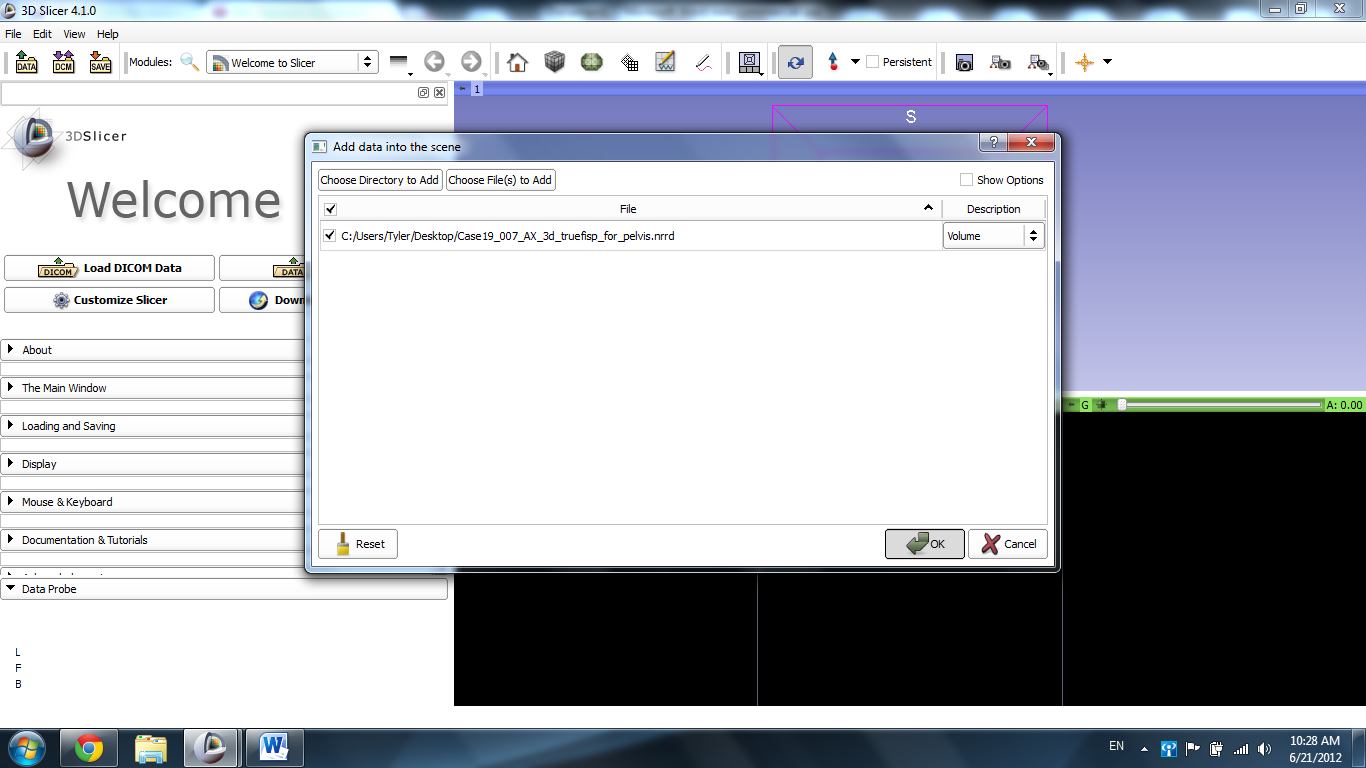 3D Slicer 4.1.0
File Edit View Help
DATA DCM SAVE Modules: Welcome to Slicer Persistent
1
S
3DSlicer
Welcome
Load DICOM Data
DICOM
DATA
Customize Slicer
Down
About
The Main Window
Loading and Saving
Display
Mouse & Keyboard
Documentation & Tutorials
Data Probe
L
F
B
Add data into the scene
?
Choose Directory to Add Choose File(s) to Add Show Options
File Description
C:/Users/Tyler/Desktop/Case19_007_AX_3d_truefisp_for_pelvis.nrrd Volume
Reset OK Cancel
G A: 0.00
EN 10:28 AM
6/21/2012